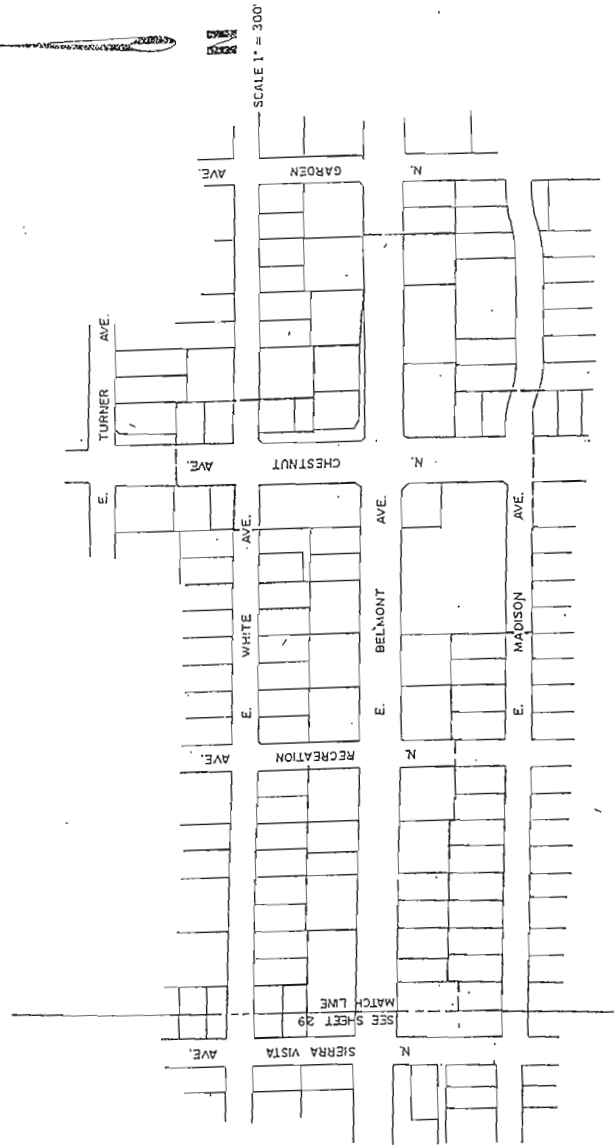 N
SCALE 1" = 300'
N. GARDEN AVE.
E. TURNER AVE.
N. CHESTNUT AVE.
E. WHITE AVE.
E. BELMONT AVE.
E. MADISON AVE.
N. RECREATION AVE.
SEE SHEET 29
MATCH LINE
N. SIERRA VISTA AVE.